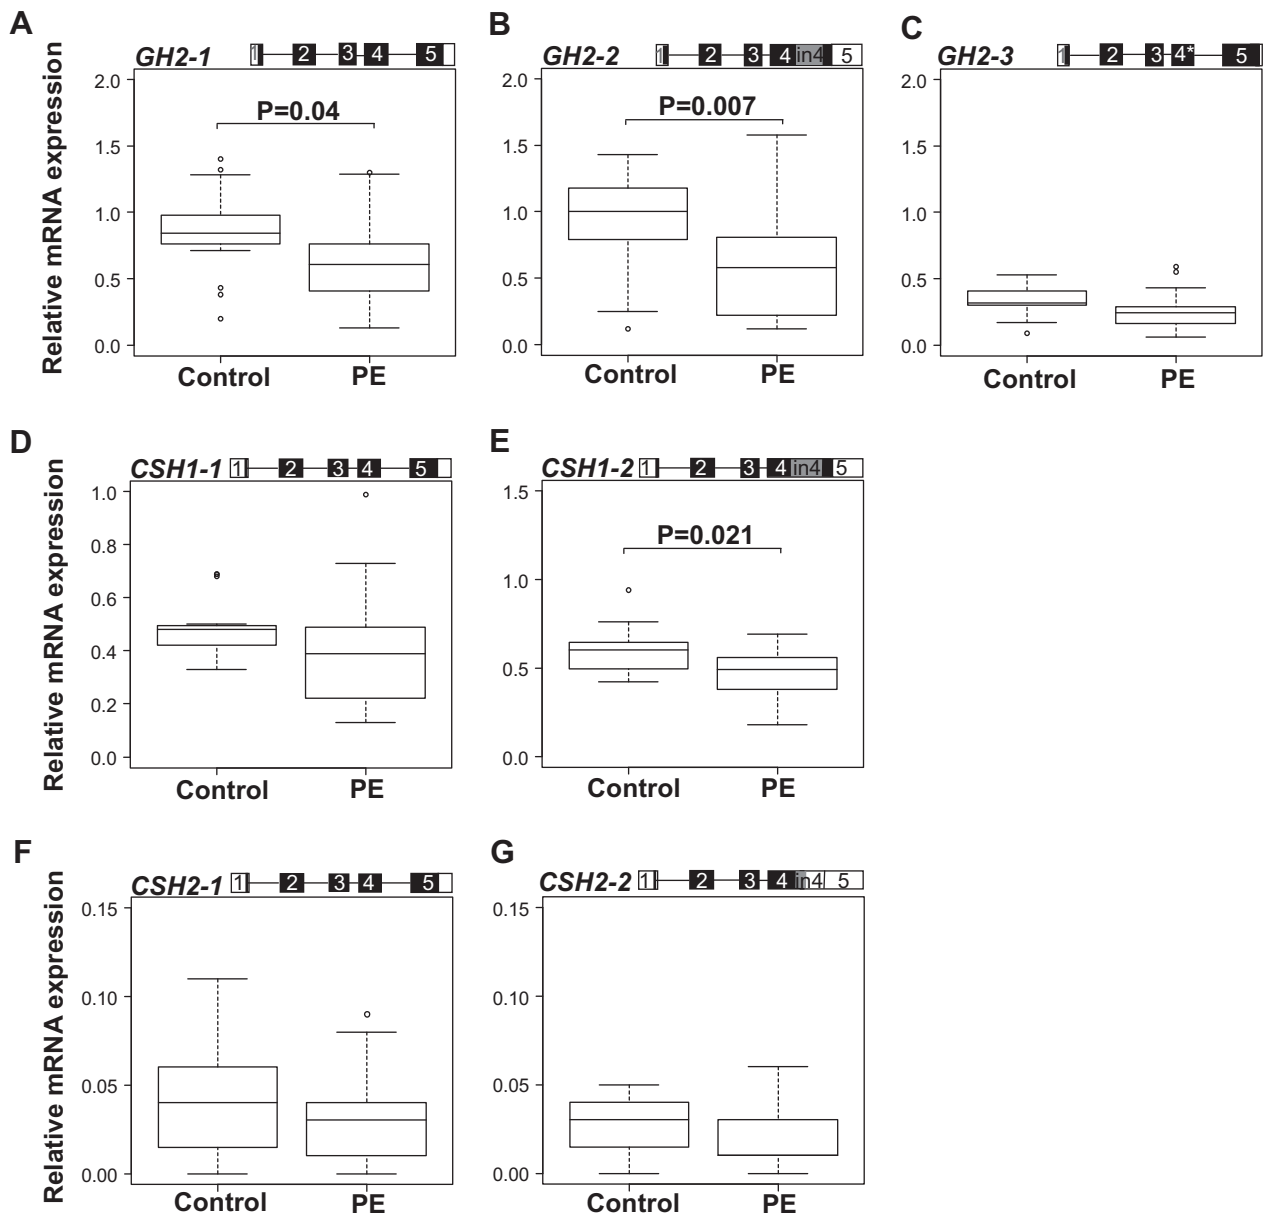 A
B
C
GH2-1 1 2 3 4 5
GH2-2 1 2 3 4 in4 5
GH2-3 1 2 3 4* 5
Relative mRNA expression
2.0
1.5
1.0
0.5
0.0
P=0.04
Control PE
2.0
1.5
1.0
0.5
0.0
P=0.007
Control PE
2.0
1.5
1.0
0.5
0.0
Control PE
D
E
CSH1-1 1 2 3 4 5
CSH1-2 1 2 3 4 in4 5
Relative mRNA expression
1.0
0.8
0.6
0.4
0.2
0.0
Control PE
1.5
1.0
0.5
0.0
P=0.021
Control PE
F
G
CSH2-1 1 2 3 4 5
CSH2-2 1 2 3 4 in4 5
Relative mRNA expression
0.15
0.10
0.05
0.00
Control PE
0.15
0.10
0.05
0.00
Control PE